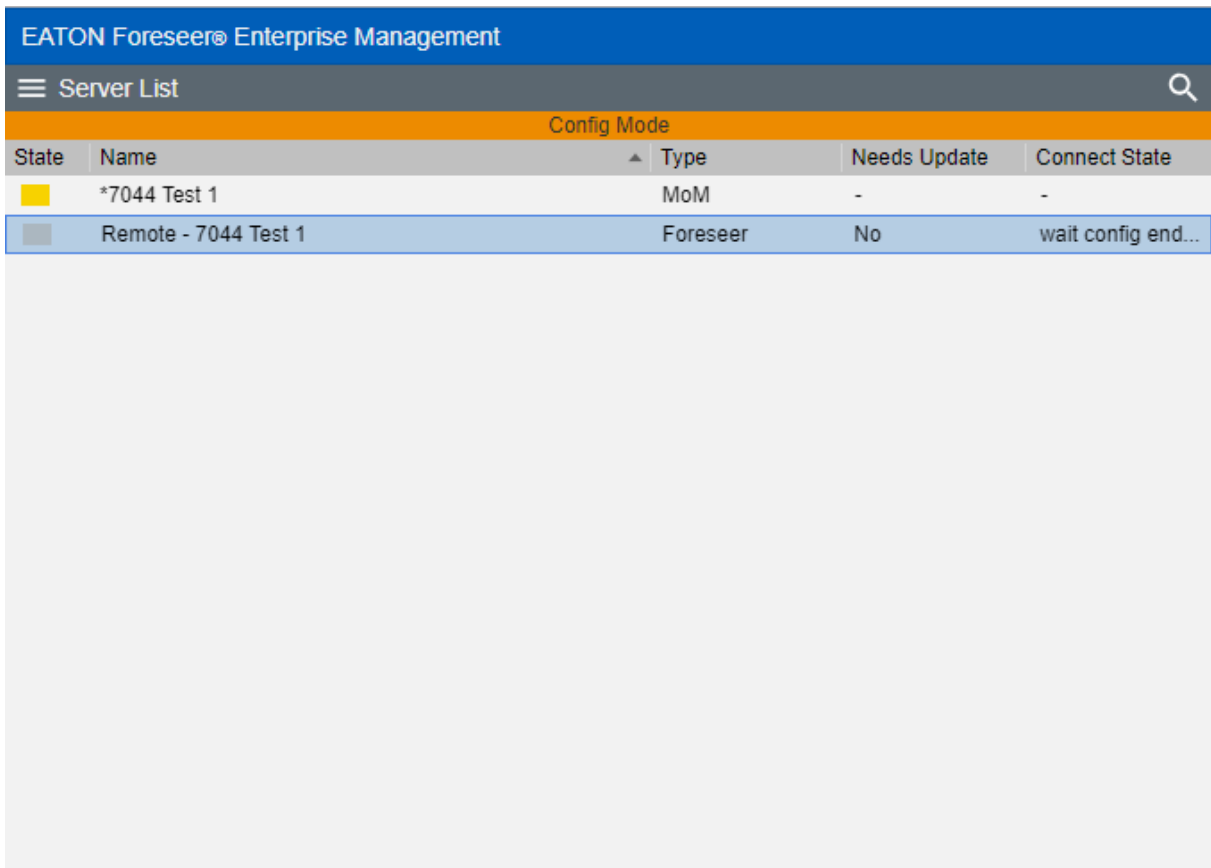 EATON Foreseer® Enterprise Management
Server List
Config Mode
State Name Type Needs Update Connect State
*7044 Test 1 MoM - -
Remote - 7044 Test 1 Foreseer No wait config end...